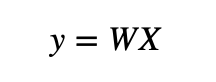 y = WX